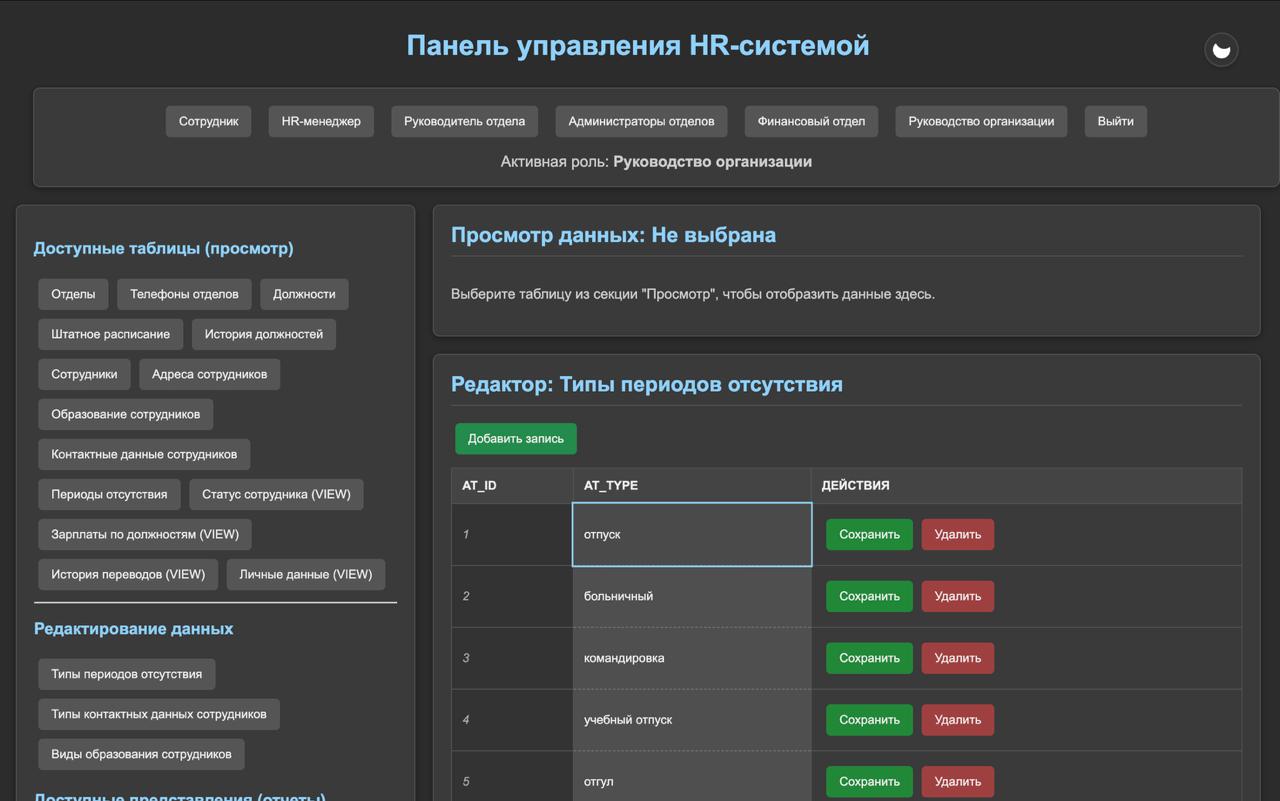 Панель управления HR-системой
Сотрудник HR-менеджер Руководитель отдела Администраторы отделов Финансовый отдел Руководство организации Выйти
Активная роль: Руководство организации
Доступные таблицы (просмотр)
Отделы Телефоны отделов Должности
Штатное расписание История должностей
Сотрудники Адреса сотрудников
Образование сотрудников
Контактные данные сотрудников
Периоды отсутствия Статус сотрудника (VIEW)
Зарплаты по должностям (VIEW)
История переводов (VIEW) Личные данные (VIEW)
Редактирование данных
Типы периодов отсутствия
Типы контактных данных сотрудников
Виды образования сотрудников
Доступные представления (отчеты)
Просмотр данных: Не выбрана
Выберите таблицу из секции "Просмотр", чтобы отобразить данные здесь.
Редактор: Типы периодов отсутствия
Добавить запись
AT_ID AT_TYPE ДЕЙСТВИЯ
1 отпуск Сохранить Удалить
2 больничный Сохранить Удалить
3 командировка Сохранить Удалить
4 учебный отпуск Сохранить Удалить
5 отгул Сохранить Удалить